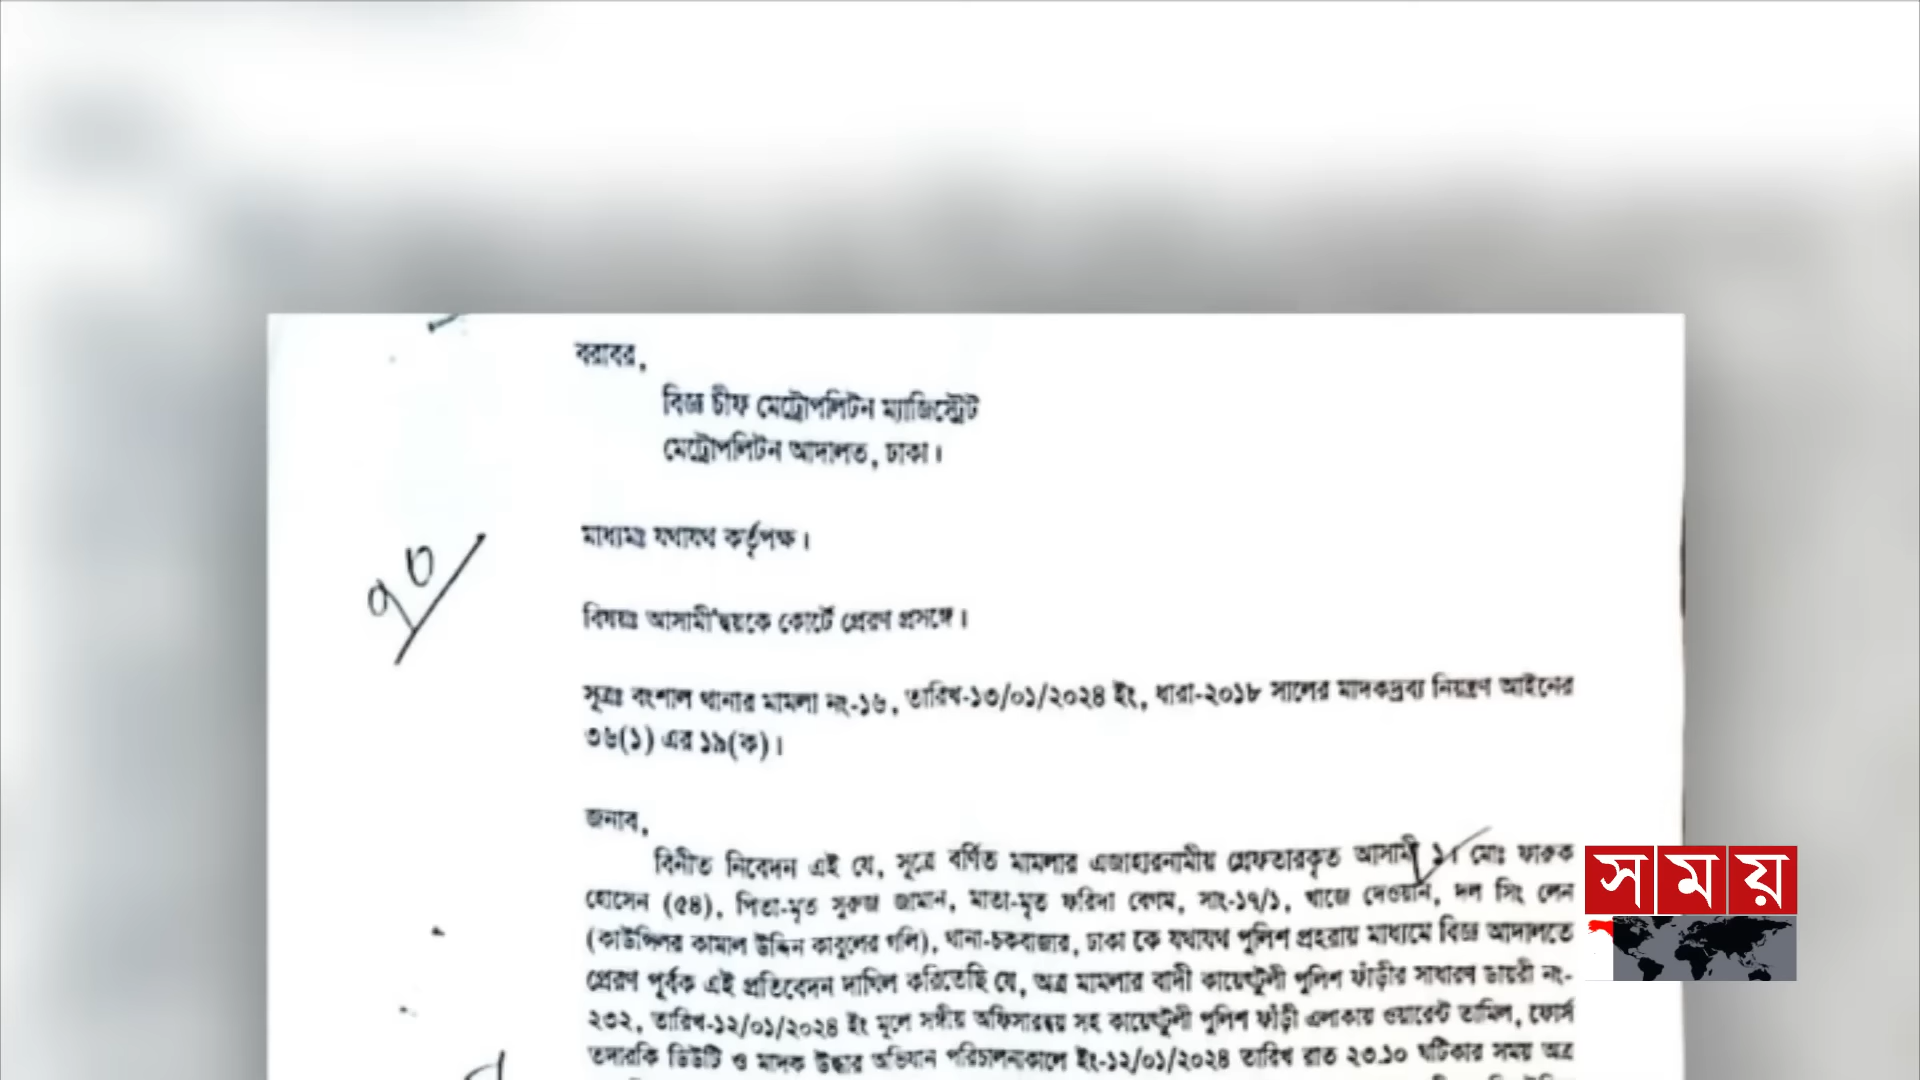 বরাবর,
বিজ্ঞ চীফ মেট্রোপলিটন ম্যাজিস্ট্রেট
মেট্রোপলিটন আদালত, ঢাকা।
মাধ্যমঃ যথাযথ কর্তৃপক্ষ।
৭০
বিষয়ঃ আসামী দ্বয়কে কোর্টে প্রেরণ প্রসঙ্গে।
সূত্রঃ বংশাল থানার মামলা নং-১৬, তারিখ-১৩/০১/২০২৪ ইং, ধারা-২০১৮ সালের মাদকদ্রব্য নিয়ন্ত্রণ আইনের
৩৬(১) এর ১৯(ক)।
জনাব,
বিনীত নিবেদন এই যে, সূত্রে বর্ণিত মামলার এজাহারনামীয় গ্রেফতারকৃত আসামী ১। মোঃ ফারুক
হোসেন (৫৪), পিতা-মৃত সুরুজ জামান, মাতা-মৃত ফরিদা বেগম, সাং-১৭/১, খাজে দেওয়ান, দল সিং লেন
(কাউন্সিলর কামাল উদ্দিন কাবুলের গলি), থানা-চকবাজার, ঢাকা কে যথাযথ পুলিশ প্রহরায় মাধ্যমে বিজ্ঞ আদালতে
প্রেরণ পূর্বক এই প্রতিবেদন দাখিল করিতেছি যে, অত্র মামলার বাদী কায়েতটুলী পুলিশ ফাঁড়ীর সাধারণ ডায়রী নং-
২৩২, তারিখ-১২/০১/২০২৪ ইং মূলে সঙ্গীয় অফিসারদ্বয় সহ কায়েতটুলী পুলিশ ফাঁড়ী এলাকায় ওয়ারেন্ট তামিল, ফোর্স
তদারকি ডিউটি ও মাদক উদ্ধার অভিযান পরিচালনাকালে ইং-১২/০১/২০২৪ তারিখ রাত ২৩.১০ ঘটিকার সময় অত্র
সময়